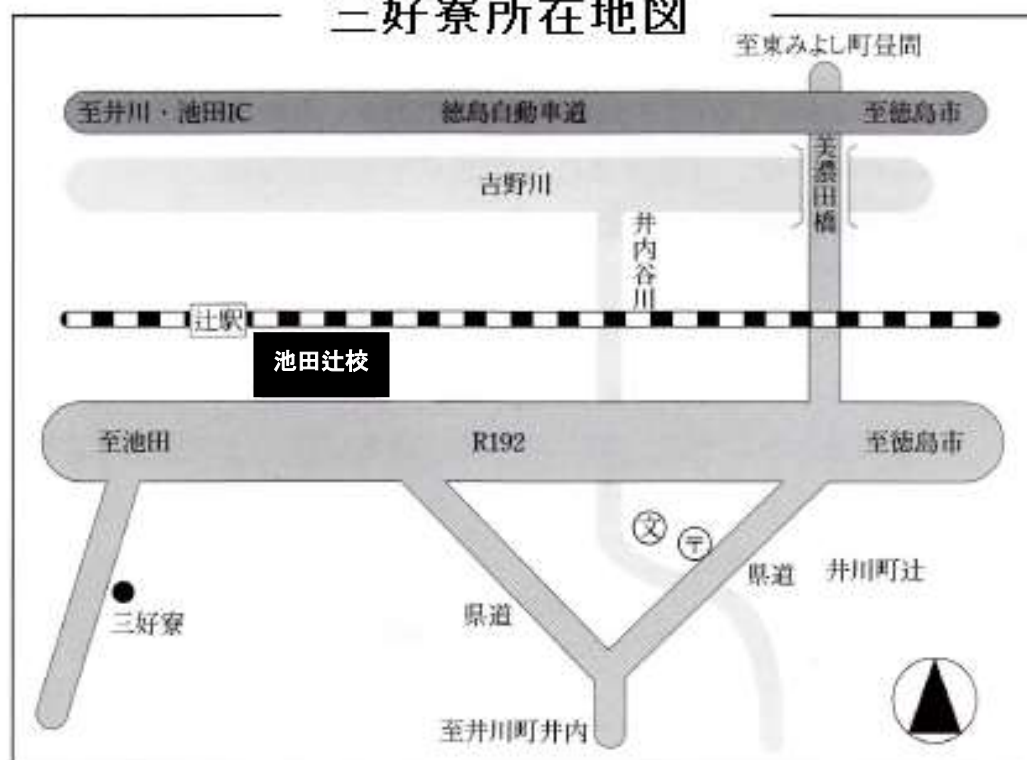 三好寮所在地図
至東みよし町昼間
至井川・池田IC 徳島自動車道 至徳島市
美濃田橋
吉野川
井内谷川
辻駅
池田辻校
至池田 R192 至徳島市
文
〒
県道 井川町辻
県道
三好寮
至井川町井内